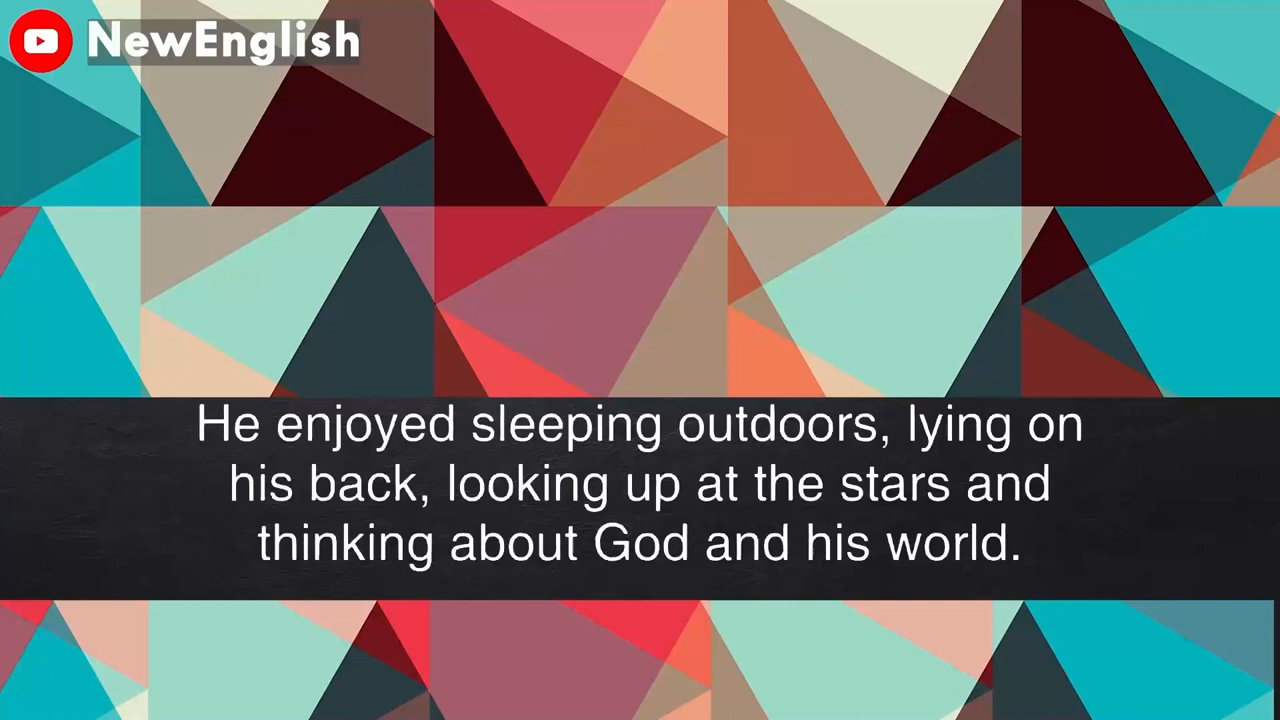 NewEnglish
He enjoyed sleeping outdoors, lying on
his back, looking up at the stars and
thinking about God and his world.